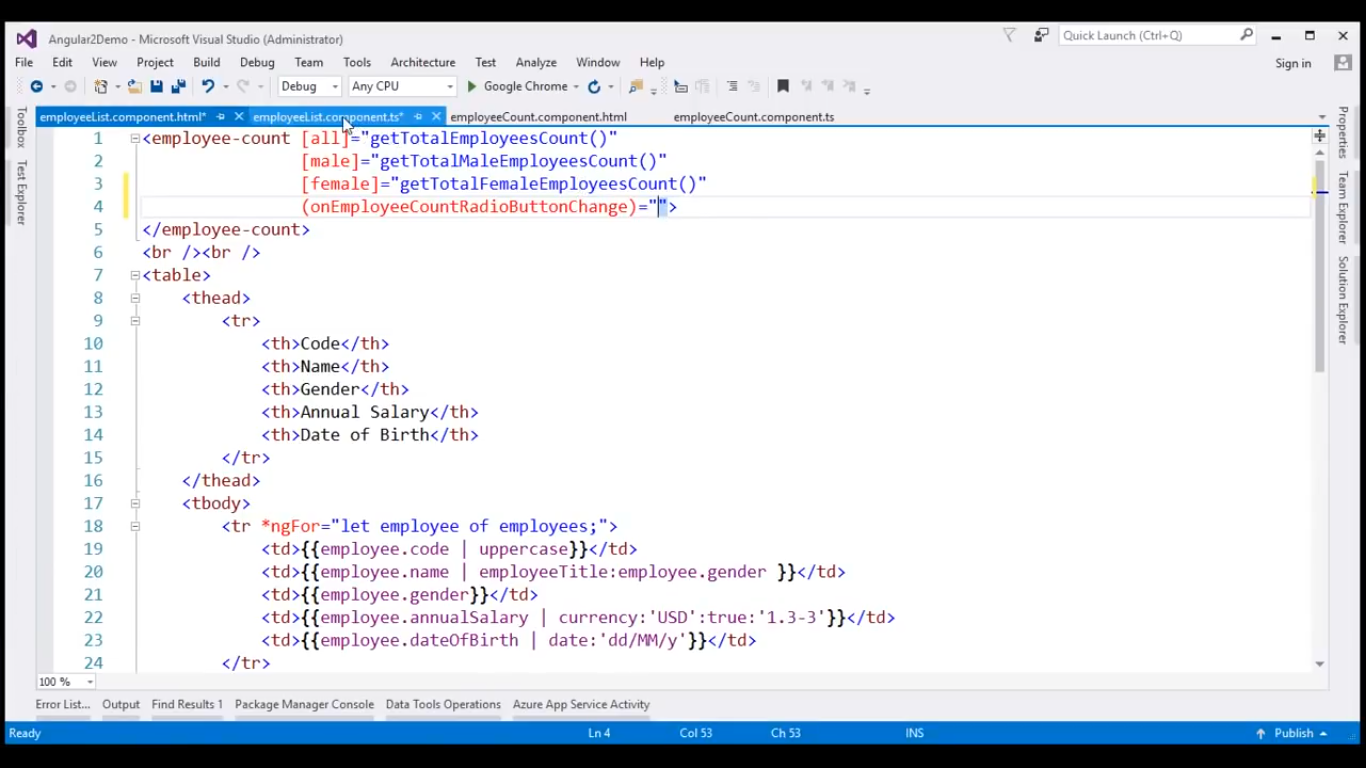 Angular2Demo - Microsoft Visual Studio (Administrator)
Quick Launch (Ctrl+Q)
File Edit View Project Build Debug Team Tools Architecture Test Analyze Window Help
Sign in
Debug Any CPU Google Chrome
employeeList.component.html* employeeList.component.ts* employeeCount.component.html employeeCount.component.ts
Toolbox
Test Explorer
Properties
Team Explorer
Solution Explorer
1 <employee-count [all]="getTotalEmployeesCount()"
2 [male]="getTotalMaleEmployeesCount()"
3 [female]="getTotalFemaleEmployeesCount()"
4 (onEmployeeCountRadioButtonChange)="">
5 </employee-count>
6 <br /><br />
7 <table>
8 <thead>
9 <tr>
10 <th>Code</th>
11 <th>Name</th>
12 <th>Gender</th>
13 <th>Annual Salary</th>
14 <th>Date of Birth</th>
15 </tr>
16 </thead>
17 <tbody>
18 <tr *ngFor="let employee of employees;">
19 <td>{{employee.code | uppercase}}</td>
20 <td>{{employee.name | employeeTitle:employee.gender }}</td>
21 <td>{{employee.gender}}</td>
22 <td>{{employee.annualSalary | currency:'USD':true:'1.3-3'}}</td>
23 <td>{{employee.dateOfBirth | date:'dd/MM/y'}}</td>
24 </tr>
100 %
Error List... Output Find Results 1 Package Manager Console Data Tools Operations Azure App Service Activity
Ready Ln 4 Col 53 Ch 53 INS Publish